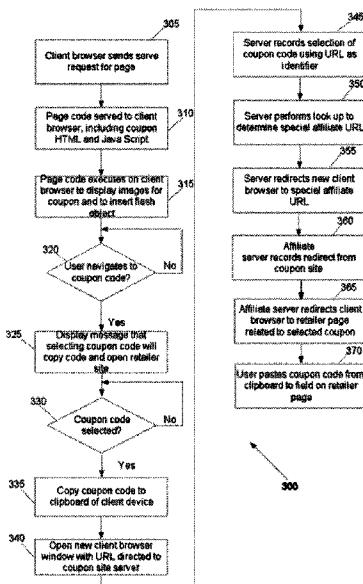 305
Client browser sends serve
request for page
310
Page code served to client
browser, including coupon
HTML and Java Script
315
Page code executes on client
browser to display images for
coupon and to insert flash
object
320
User navigates to
coupon code?
No
Yes
325
Display message that
selecting coupon code will
copy code and open retailer
site
330
Coupon code
selected?
No
Yes
335
Copy coupon code to
clipboard of client device
340
Open new client browser
window with URL directed to
coupon site server
345
Server records selection of
coupon code using URL as
identifier
350
Server performs look up to
determine special affiliate URL
355
Server redirects new client
browser to special affiliate
URL
360
Affiliate
server records redirect from
coupon site
365
Affiliate server redirects client
browser to retailer page
related to selected coupon
370
User pastes coupon code from
clipboard to field on retailer
page
300